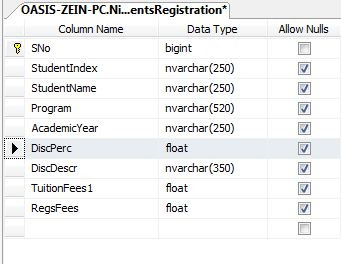 OASIS-ZEIN-PC.Ni...entsRegistration*
Column Name Data Type Allow Nulls
SNo bigint
StudentIndex nvarchar(250)
StudentName nvarchar(250)
Program nvarchar(520)
AcademicYear nvarchar(250)
DiscPerc float
DiscDescr nvarchar(350)
TuitionFees1 float
RegsFees float